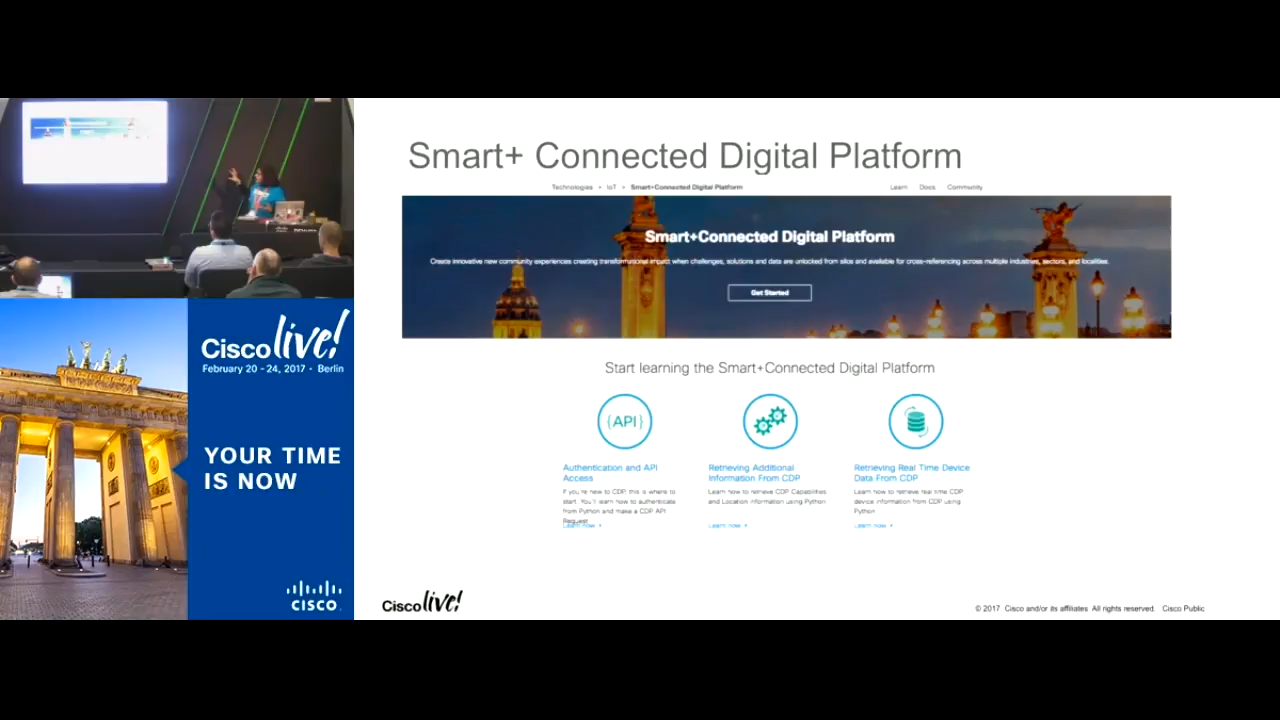 Smart+ Connected Digital Platform
Technologies > IoT > Smart+Connected Digital Platform
Learn Docs Community
Smart+Connected Digital Platform
Create innovative new community experiences creating transformational impact when challenges, solutions and data are unlocked from silos and available for cross-referencing across multiple industries, sectors, and localities.
Get Started
Start learning the Smart+Connected Digital Platform
{API}
Authentication and API
Access
If you're new to CDP, this is where to
start. You'll learn how to authenticate
from Python and make a CDP API
Request
Learn now >
Retrieving Additional
Information From CDP
Learn how to retrieve CDP Capabilities
and Location information using Python
Learn now >
Retrieving Real Time Device
Data From CDP
Learn how to retrieve real time CDP
device information from CDP using
Python
Learn now >
Cisco live!
February 20 - 24, 2017 • Berlin
YOUR TIME
IS NOW
CISCO
Cisco live!
© 2017 Cisco and/or its affiliates All rights reserved. Cisco Public